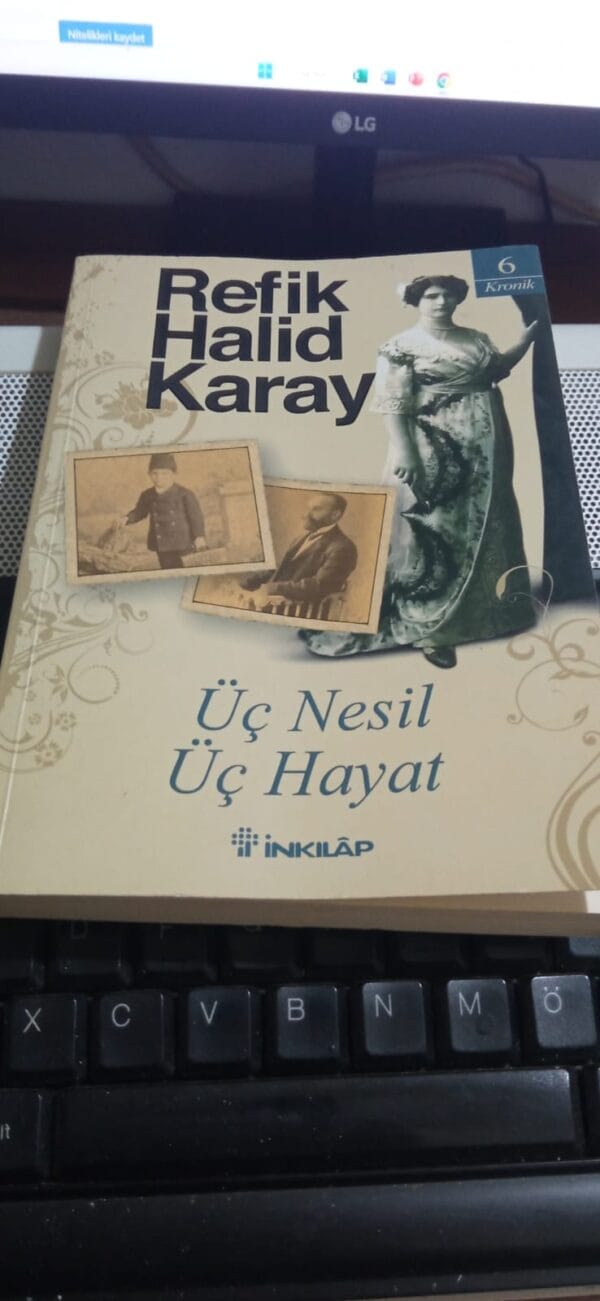 Nitelikleri kaydet
LG
6
Kronik
Refik
Halid
Karay
Üç Nesil
Üç Hayat
İNKILÂP
X C V B N M Ö